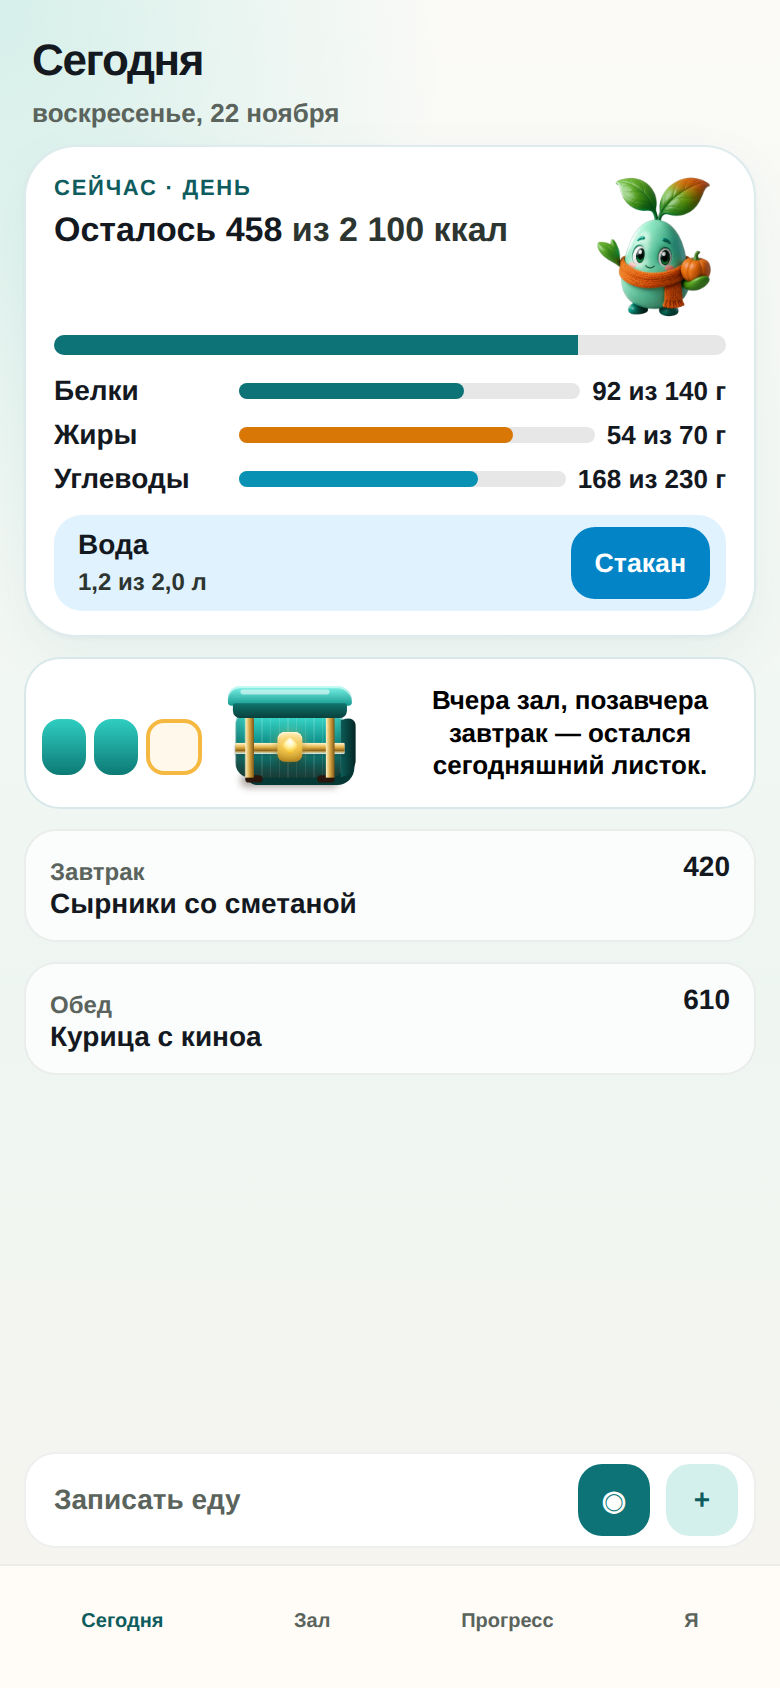 Сегодня
воскресенье, 22 ноября
СЕЙЧАС · ДЕНЬ
Осталось 458 из 2 100 ккал
Белки 92 из 140 г
Жиры 54 из 70 г
Углеводы 168 из 230 г
Вода
1,2 из 2,0 л
Стакан
Вчера зал, позавчера
завтрак — остался
сегодняшний листок.
Завтрак 420
Сырники со сметаной
Обед 610
Курица с киноа
Записать еду
+
Сегодня Зал Прогресс Я